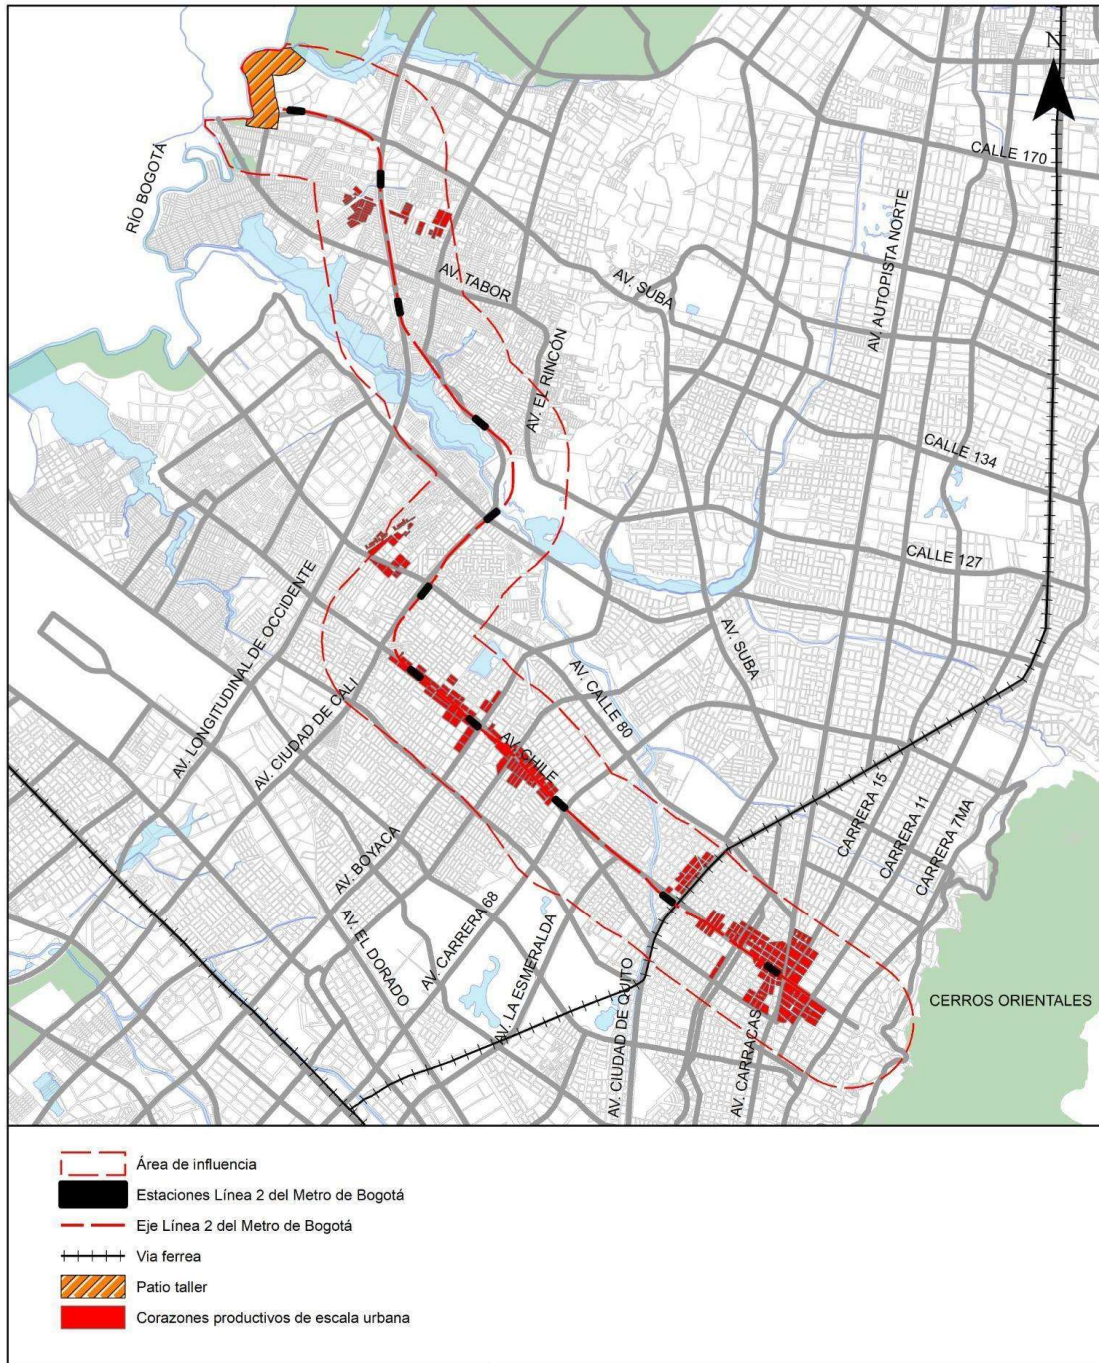 N
CALLE 170
RÍO BOGOTÁ
AV. AUTOPISTA NORTE
AV. TABOR
AV. SUBA
AV. EL RINCÓN
CALLE 134
CALLE 127
AV. LONGITUDINAL DE OCCIDENTE
AV. SUBA
AV. CIUDAD DE CALI
AV. CALLE 80
AV. CHILE
CARRERA 15
CARRERA 11
CARRERA 7MA
AV. BOYACA
AV. CARRERA 68
AV. EL DORADO
AV. LA ESMERALDA
AV. CIUDAD DE QUITO
AV. CARRACAS
CERROS ORIENTALES
Área de influencia
Estaciones Línea 2 del Metro de Bogotá
Eje Línea 2 del Metro de Bogotá
Via ferrea
Patio taller
Corazones productivos de escala urbana